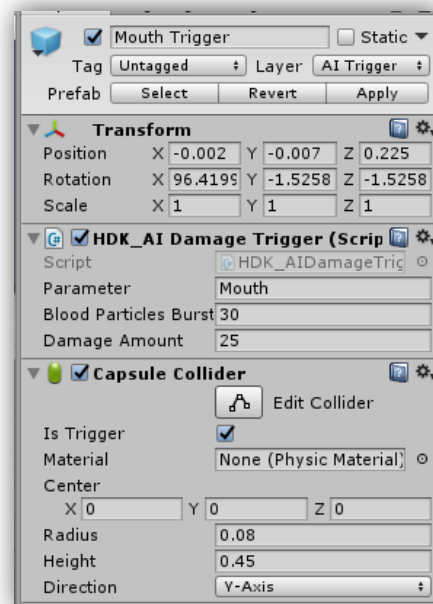 Mouth Trigger Static
Tag Untagged Layer AI Trigger
Prefab Select Revert Apply
Transform
Position X -0.002 Y -0.007 Z 0.225
Rotation X 96.4199 Y -1.5258 Z -1.5258
Scale X 1 Y 1 Z 1
HDK_AI Damage Trigger (Scrip
Script HDK_AIDamageTrig
Parameter Mouth
Blood Particles Burst 30
Damage Amount 25
Capsule Collider
Edit Collider
Is Trigger
Material None (Physic Material)
Center
X 0 Y 0 Z 0
Radius 0.08
Height 0.45
Direction Y-Axis